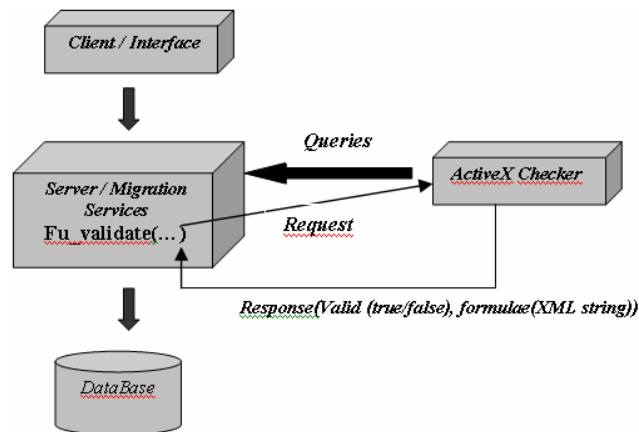 Client / Interface
Queries
Server / Migration
Services
Fu_validate(...)
ActiveX Checker
Request
Response(Valid (true/false), formulae(XML string))
DataBase